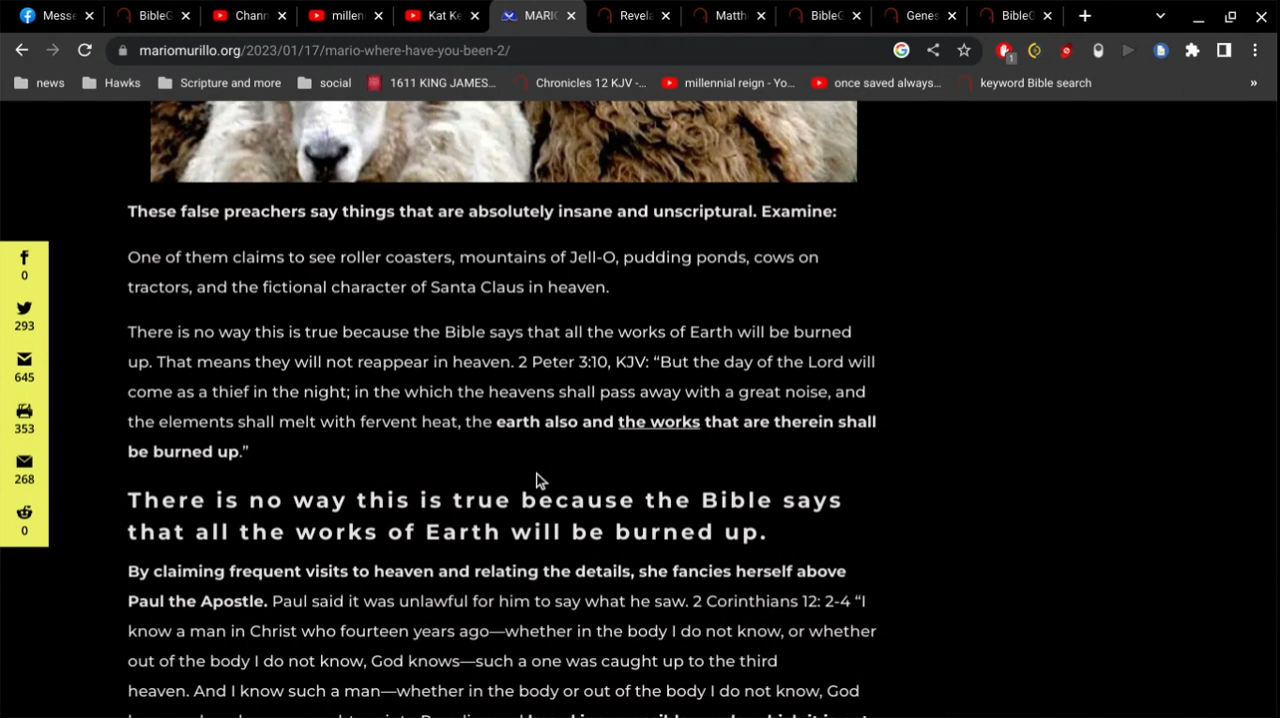 Messe
BibleG
Chann
millen
Kat Ke
MARIO
Revela
Matth
BibleG
Genes
BibleG
mariomurillo.org/2023/01/17/mario-where-have-you-been-2/
1
news
Hawks
Scripture and more
social
1611 KING JAMES...
Chronicles 12 KJV -...
millennial reign - Yo...
once saved always...
keyword Bible search
»
These false preachers say things that are absolutely insane and unscriptural. Examine:
One of them claims to see roller coasters, mountains of Jell-O, pudding ponds, cows on
tractors, and the fictional character of Santa Claus in heaven.
There is no way this is true because the Bible says that all the works of Earth will be burned
up. That means they will not reappear in heaven. 2 Peter 3:10, KJV: “But the day of the Lord will
come as a thief in the night; in the which the heavens shall pass away with a great noise, and
the elements shall melt with fervent heat, the earth also and the works that are therein shall
be burned up.”
There is no way this is true because the Bible says
that all the works of Earth will be burned up.
By claiming frequent visits to heaven and relating the details, she fancies herself above
Paul the Apostle. Paul said it was unlawful for him to say what he saw. 2 Corinthians 12: 2-4 “I
know a man in Christ who fourteen years ago—whether in the body I do not know, or whether
out of the body I do not know, God knows—such a one was caught up to the third
heaven. And I know such a man—whether in the body or out of the body I do not know, God
0
293
645
353
268
0